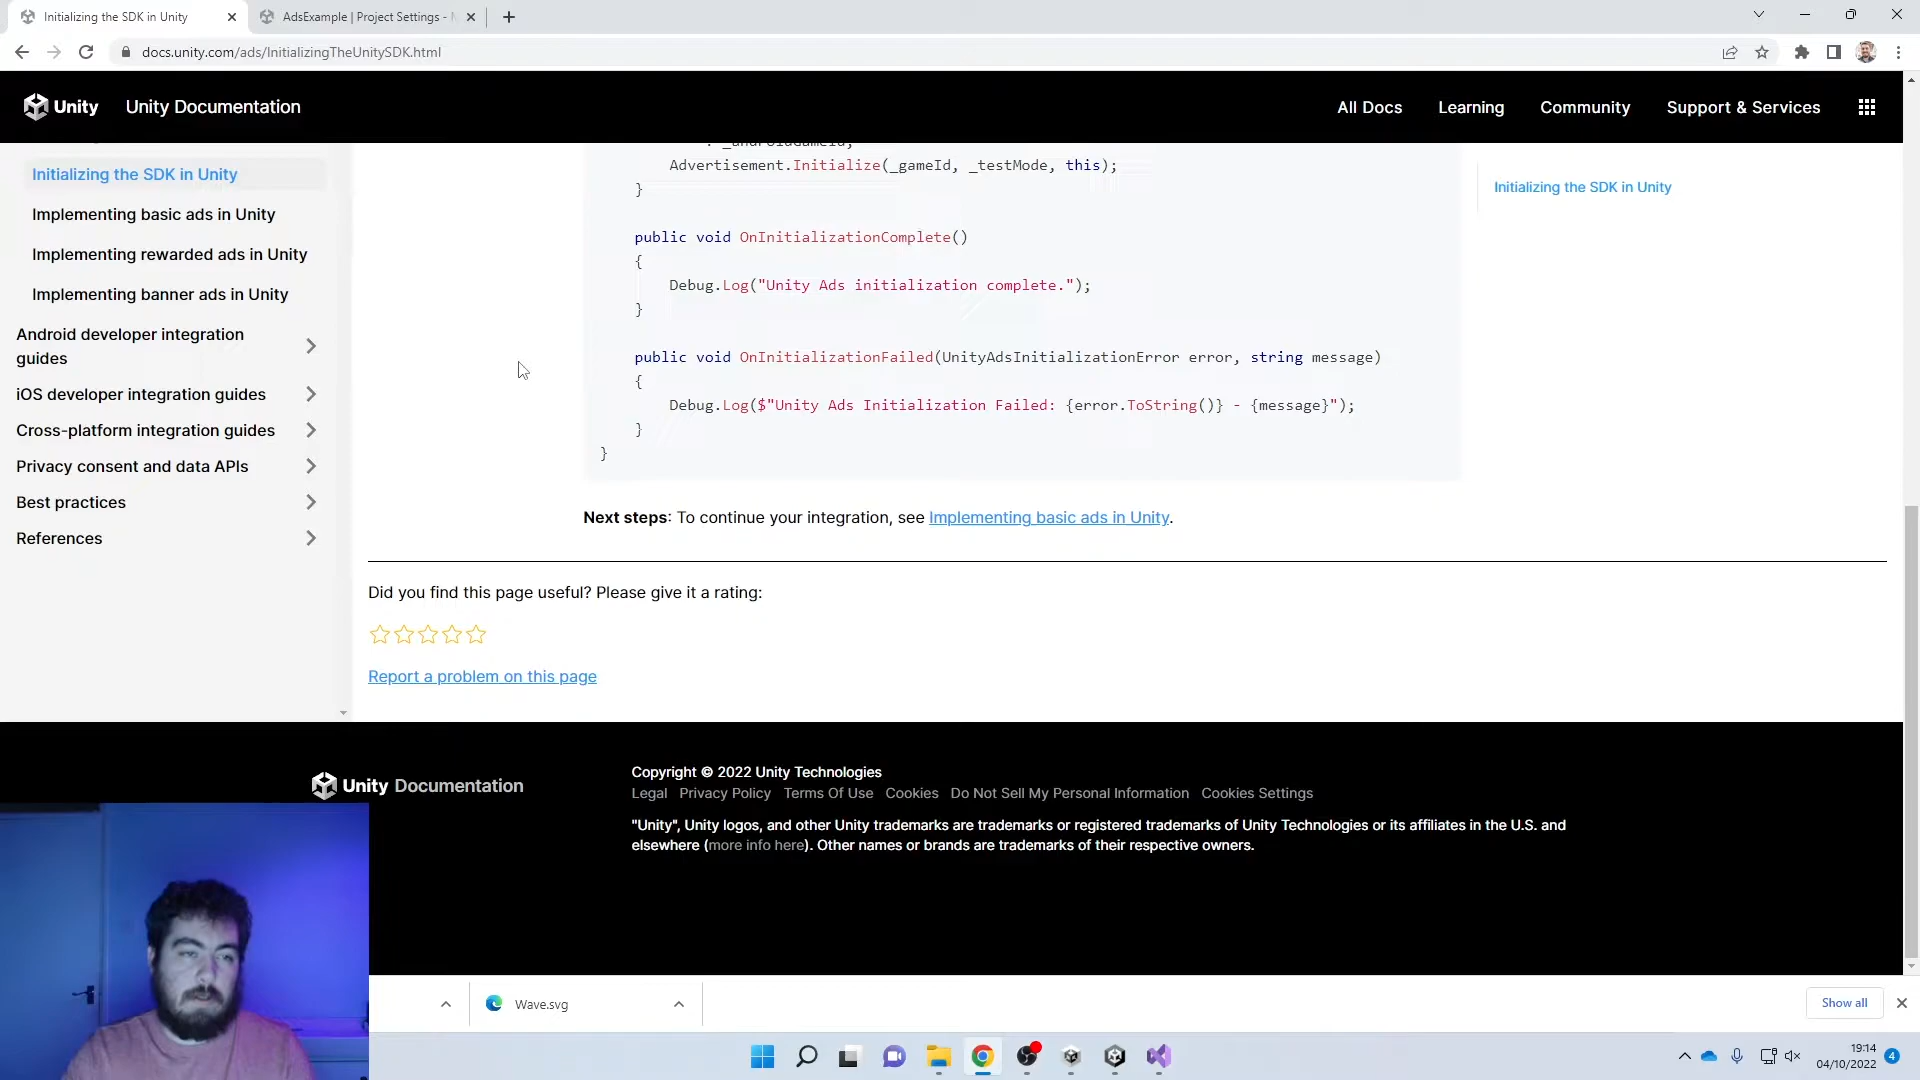 Initializing the SDK in Unity
AdsExample | Project Settings -
docs.unity.com/ads/InitializingTheUnitySDK.html
Unity
Unity Documentation
All Docs
Learning
Community
Support & Services
Initializing the SDK in Unity
Implementing basic ads in Unity
Implementing rewarded ads in Unity
Implementing banner ads in Unity
Android developer integration
guides
iOS developer integration guides
Cross-platform integration guides
Privacy consent and data APIs
Best practices
References
: _androidGameId;
Advertisement.Initialize(_gameId, _testMode, this);
}
public void OnInitializationComplete()
{
Debug.Log("Unity Ads initialization complete.");
}
public void OnInitializationFailed(UnityAdsInitializationError error, string message)
{
Debug.Log($"Unity Ads Initialization Failed: {error.ToString()} - {message}");
}
}
Initializing the SDK in Unity
Next steps: To continue your integration, see Implementing basic ads in Unity.
Did you find this page useful? Please give it a rating:
Report a problem on this page
Unity Documentation
Copyright © 2022 Unity Technologies
Legal Privacy Policy Terms Of Use Cookies Do Not Sell My Personal Information Cookies Settings
"Unity", Unity logos, and other Unity trademarks are trademarks or registered trademarks of Unity Technologies or its affiliates in the U.S. and
elsewhere (more info here). Other names or brands are trademarks of their respective owners.
Wave.svg
Show all
19:14
04/10/2022
4